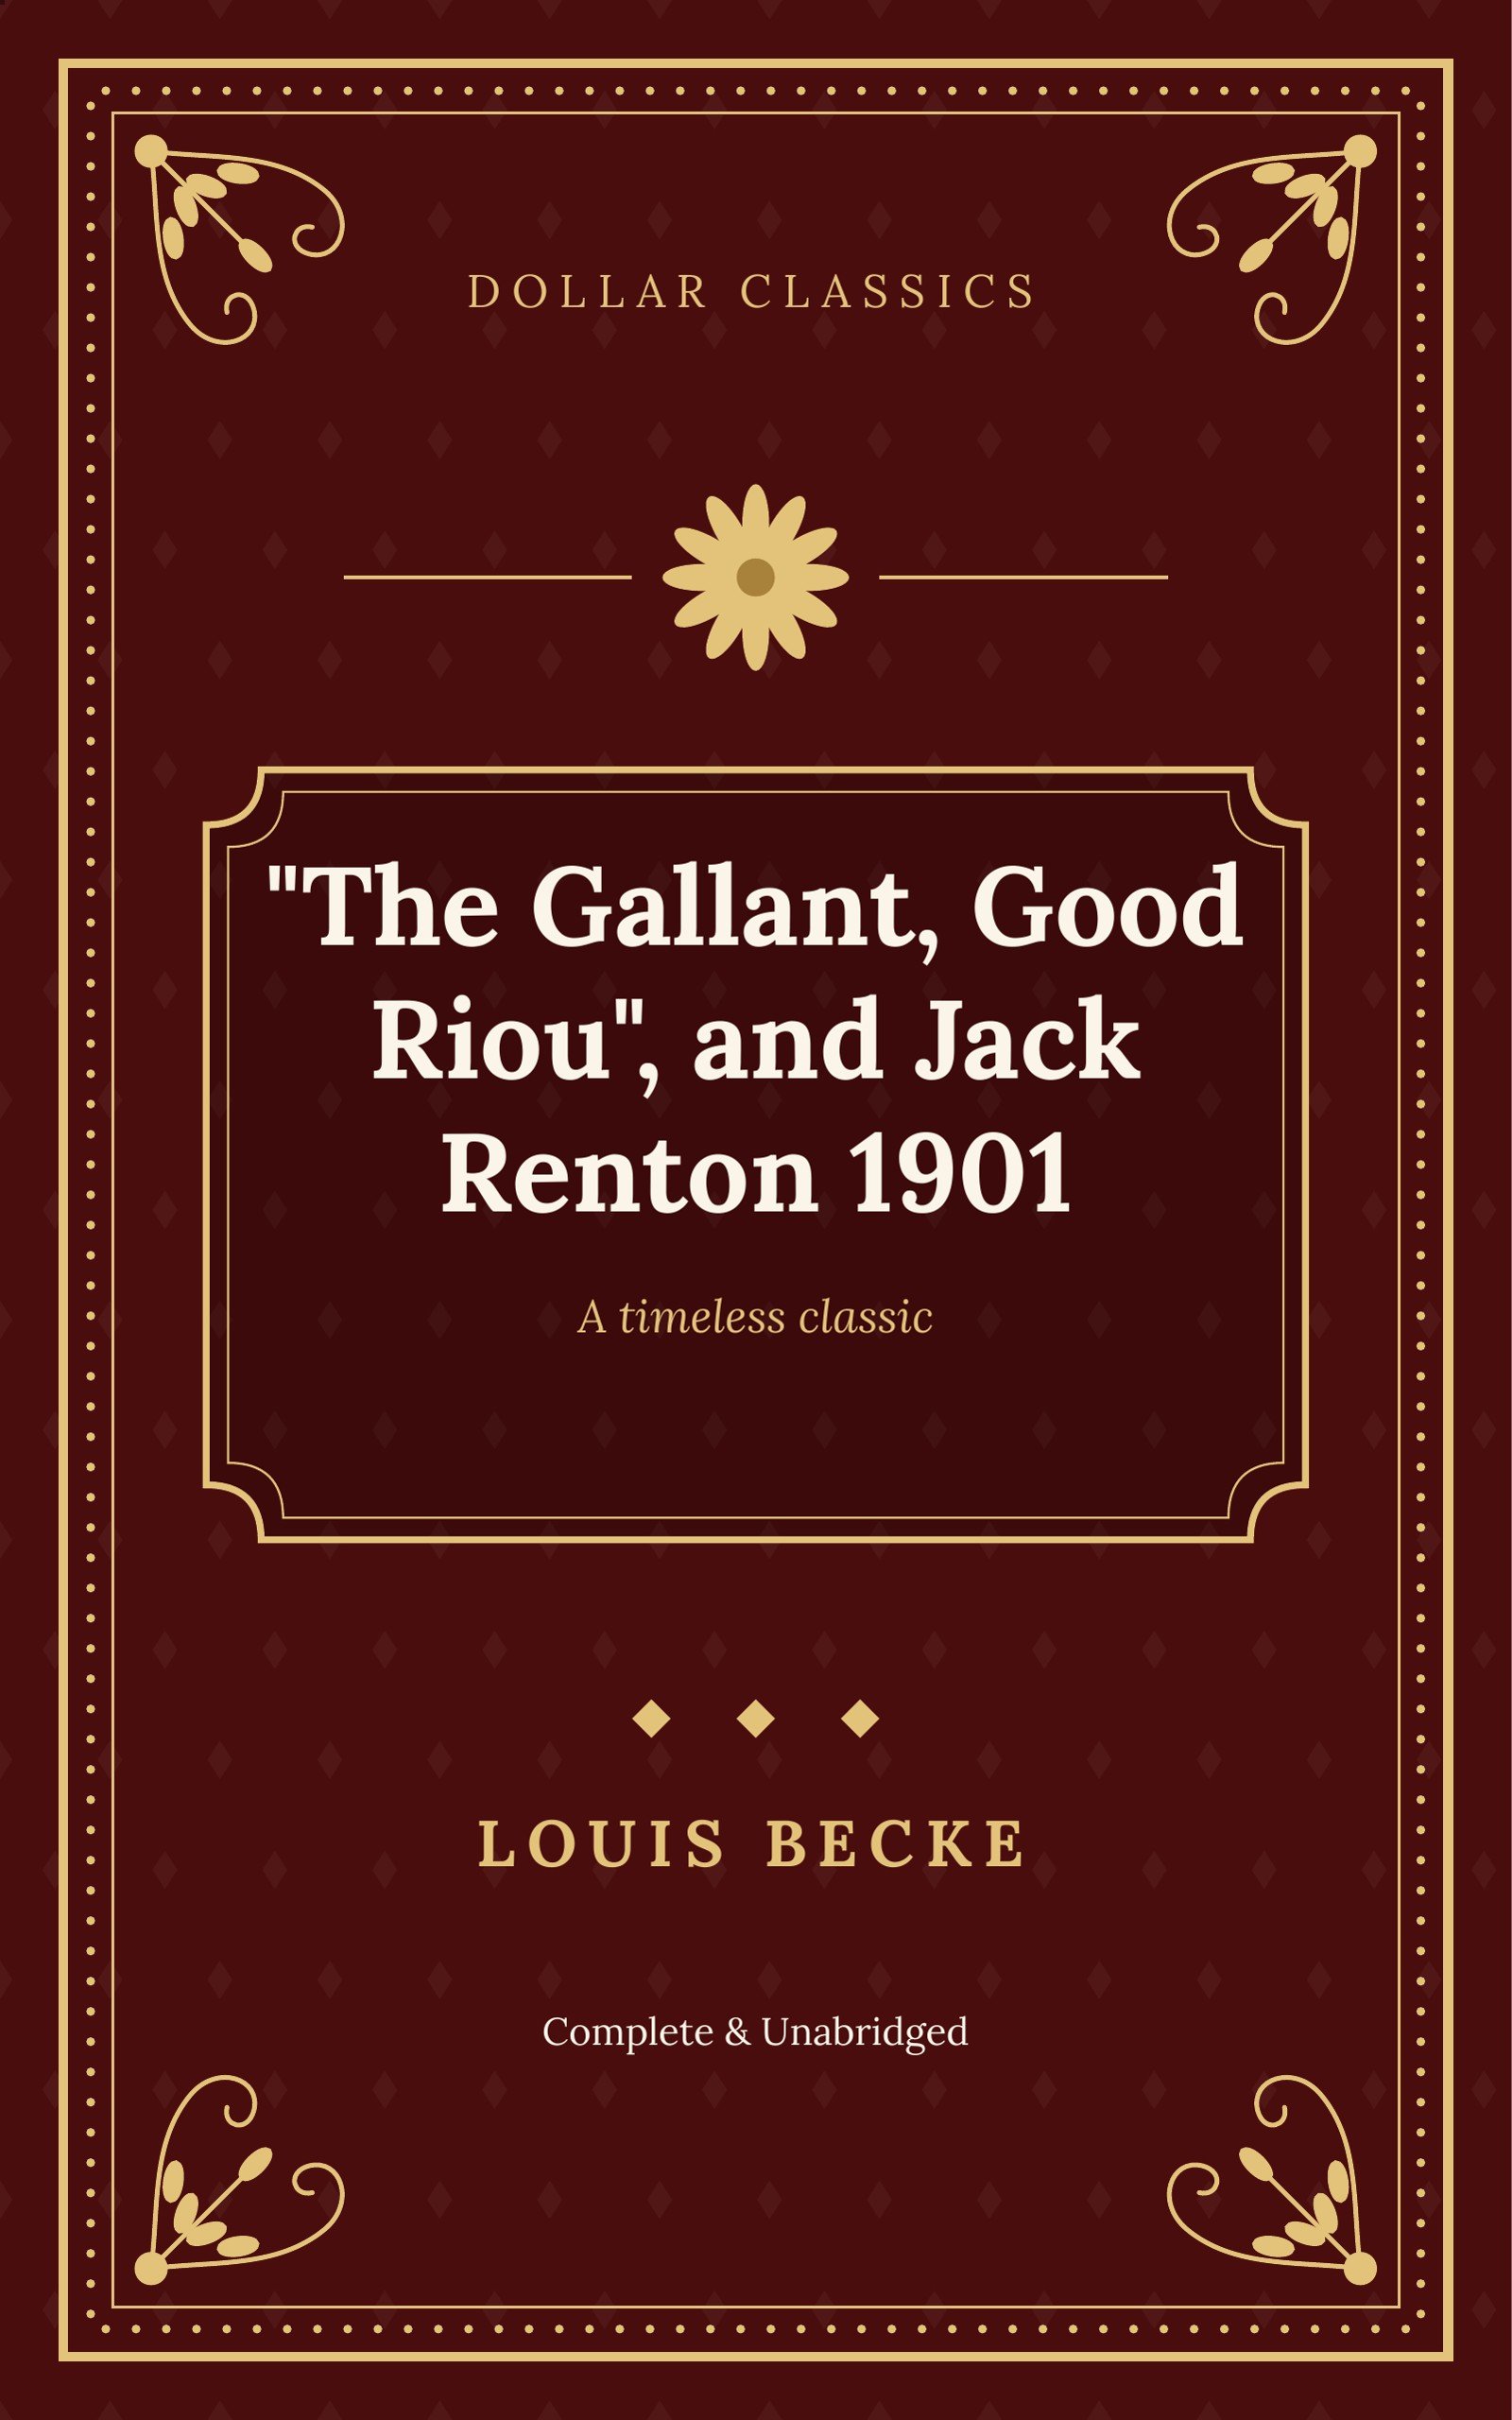 DOLLAR CLASSICS
"The Gallant, Good
Riou", and Jack
Renton 1901
A timeless classic
LOUIS BECKE
Complete & Unabridged